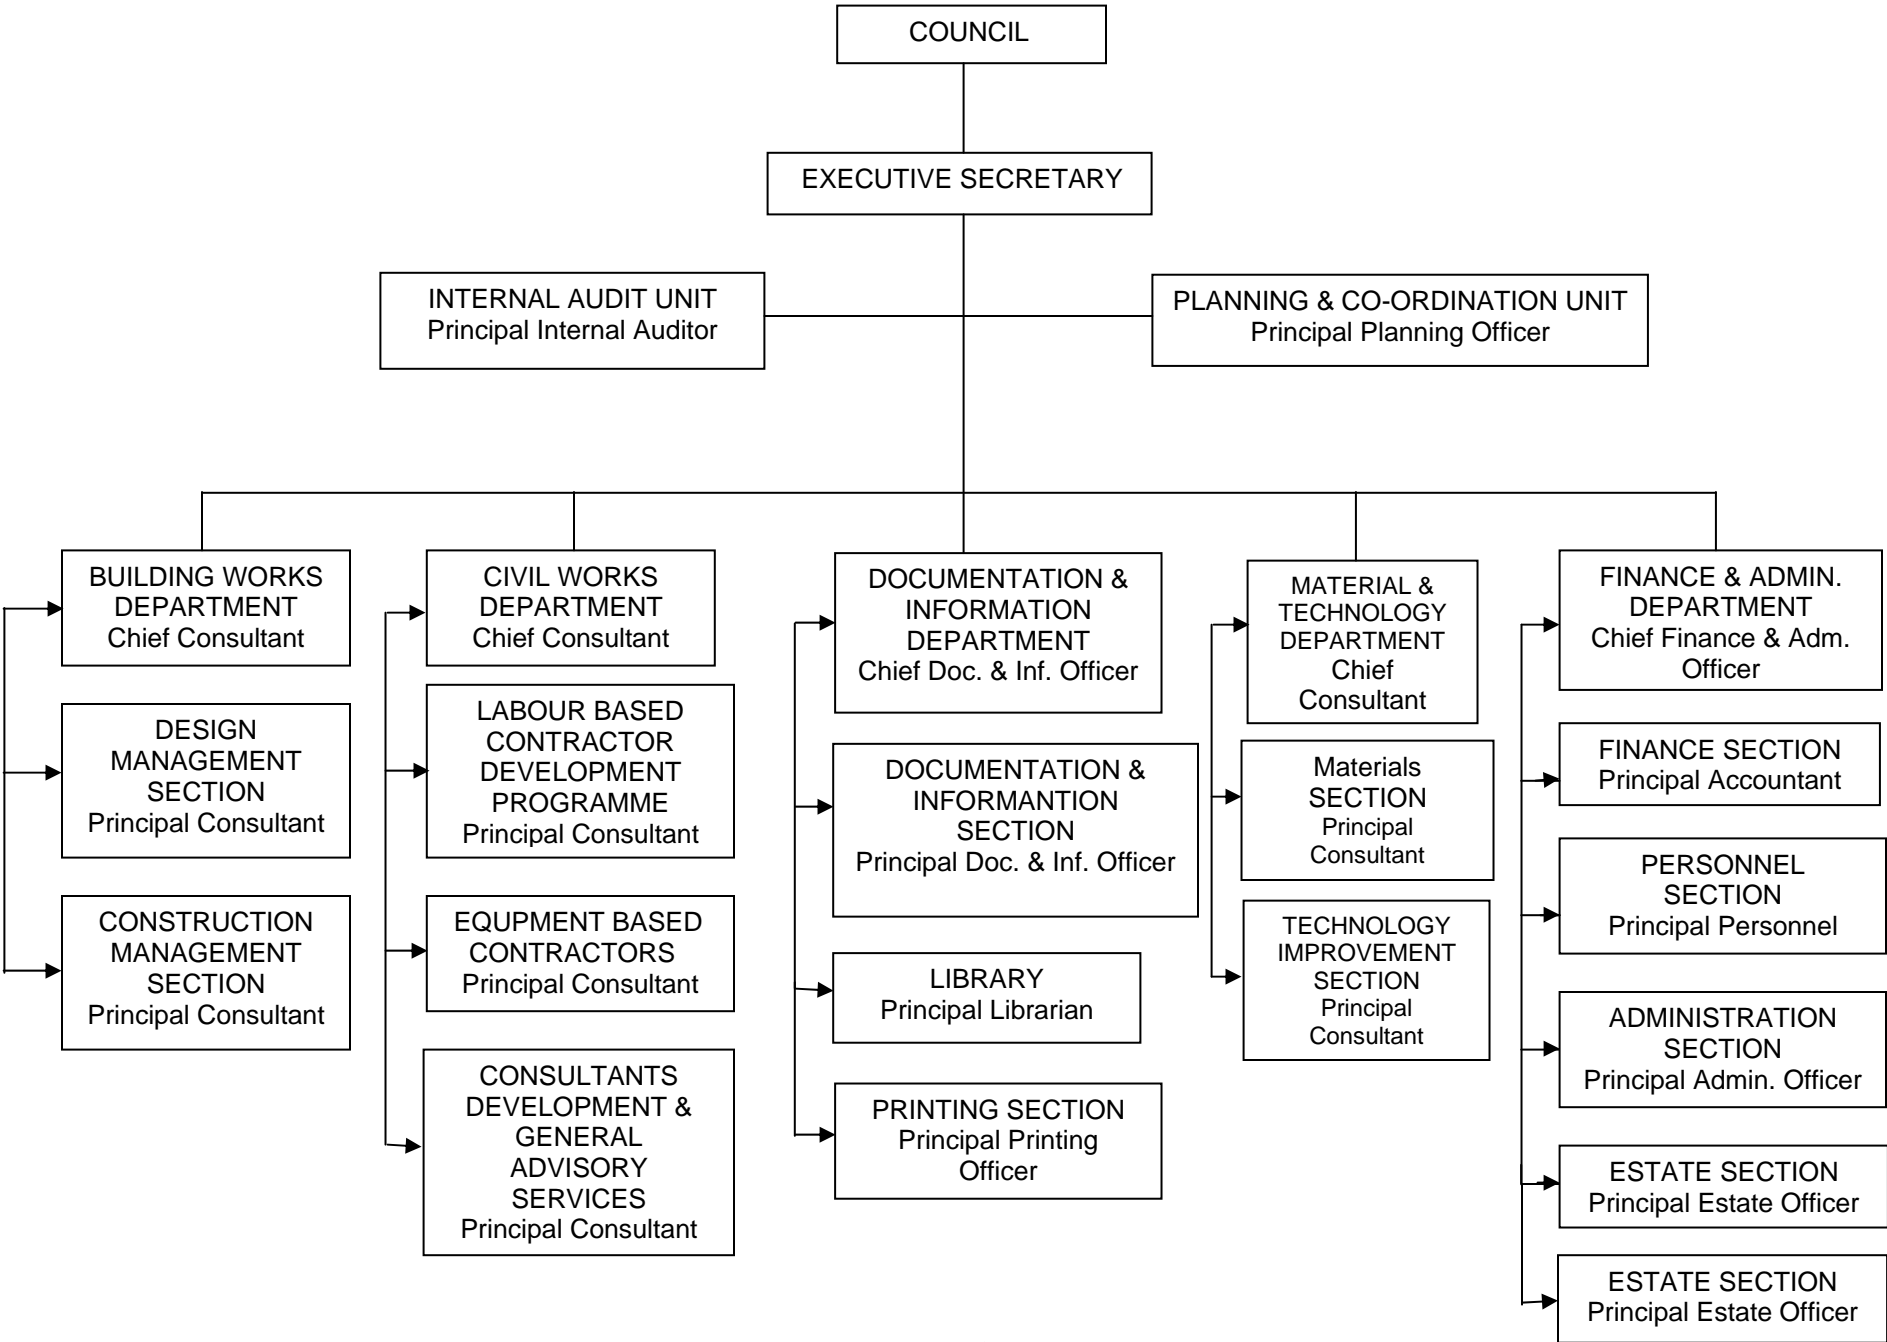 COUNCIL
EXECUTIVE SECRETARY
INTERNAL AUDIT UNIT
Principal Internal Auditor
PLANNING & CO-ORDINATION UNIT
Principal Planning Officer
BUILDING WORKS
DEPARTMENT
Chief Consultant
DESIGN
MANAGEMENT
SECTION
Principal Consultant
CONSTRUCTION
MANAGEMENT
SECTION
Principal Consultant
CIVIL WORKS
DEPARTMENT
Chief Consultant
LABOUR BASED
CONTRACTOR
DEVELOPMENT
PROGRAMME
Principal Consultant
EQUPMENT BASED
CONTRACTORS
Principal Consultant
CONSULTANTS
DEVELOPMENT &
GENERAL
ADVISORY
SERVICES
Principal Consultant
DOCUMENTATION &
INFORMATION
DEPARTMENT
Chief Doc. & Inf. Officer
DOCUMENTATION &
INFORMANTION
SECTION
Principal Doc. & Inf. Officer
LIBRARY
Principal Librarian
PRINTING SECTION
Principal Printing
Officer
MATERIAL &
TECHNOLOGY
DEPARTMENT
Chief
Consultant
Materials
SECTION
Principal
Consultant
TECHNOLOGY
IMPROVEMENT
SECTION
Principal
Consultant
FINANCE & ADMIN.
DEPARTMENT
Chief Finance & Adm.
Officer
FINANCE SECTION
Principal Accountant
PERSONNEL
SECTION
Principal Personnel
ADMINISTRATION
SECTION
Principal Admin. Officer
ESTATE SECTION
Principal Estate Officer
ESTATE SECTION
Principal Estate Officer